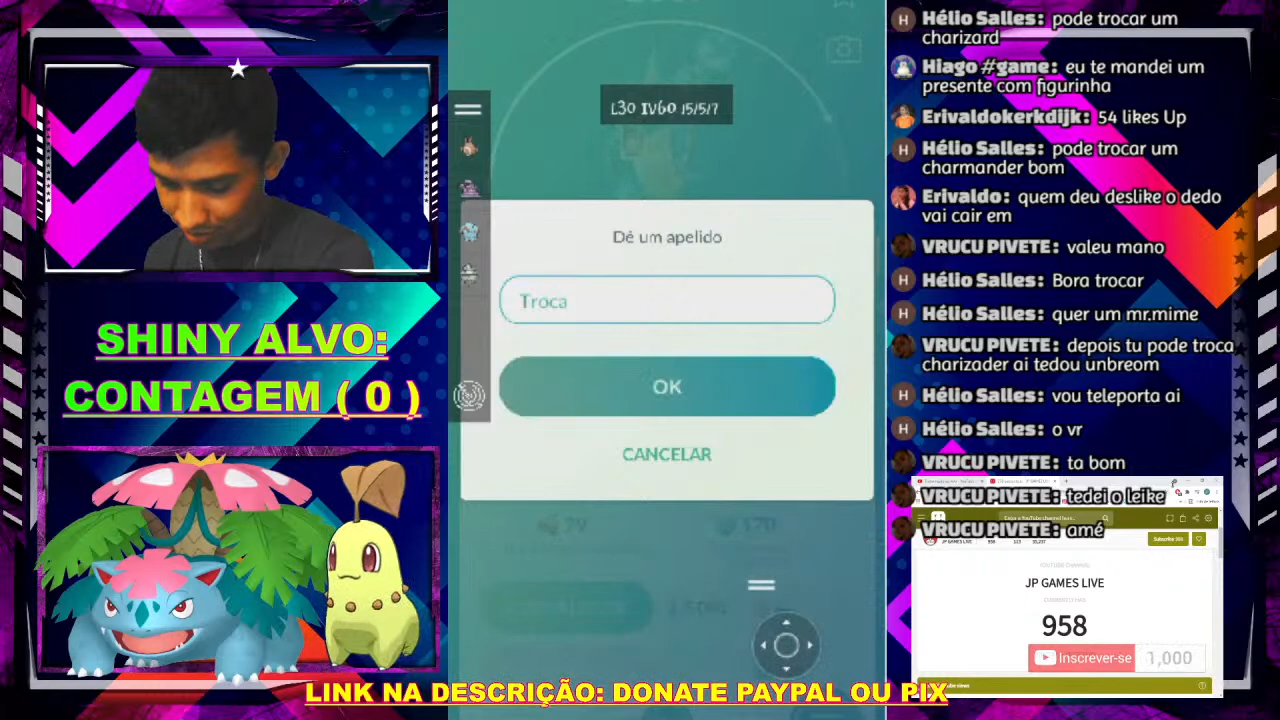 SHINY ALVO:
CONTAGEM ( 0 )
L30 IV60 15/5/7
Dê um apelido
Troca
OK
CANCELAR
Hélio Salles: pode trocar um
charizard
Hiago #game: eu te mandei um
presente com figurinha
Erivaldokerkdijk: 54 likes Up
Hélio Salles: pode trocar um
charmander bom
Erivaldo: quem deu deslike o dedo
vai cair em
VRUCU PIVETE: valeu mano
Hélio Salles: Bora trocar
Hélio Salles: quer um mr.mime
VRUCU PIVETE: depois tu pode troca
charizader ai tedou unbreom
Hélio Salles: vou teleporta ai
Hélio Salles: o vr
VRUCU PIVETE: ta bom
VRUCU PIVETE: tedei o leike
VRUCU PIVETE: amé
JP GAMES LIVE
YOUTUBE CHANNEL
JP GAMES LIVE
958
Inscrever-se
1,000
LINK NA DESCRIÇÃO: DONATE PAYPAL OU PIX